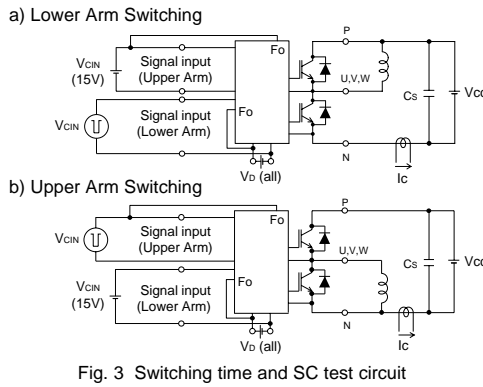 a) Lower Arm Switching
P
Fo
VCIN
(15V)
Signal input
(Upper Arm)
U,V,W
CS
Vcc
Signal input
(Lower Arm)
Fo
VCIN
VD (all)
N
Ic
b) Upper Arm Switching
P
Fo
VCIN
Signal input
(Upper Arm)
U,V,W
CS
Vcc
Fo
VCIN
(15V)
Signal input
(Lower Arm)
VD (all)
N
Ic
Fig. 3 Switching time and SC test circuit